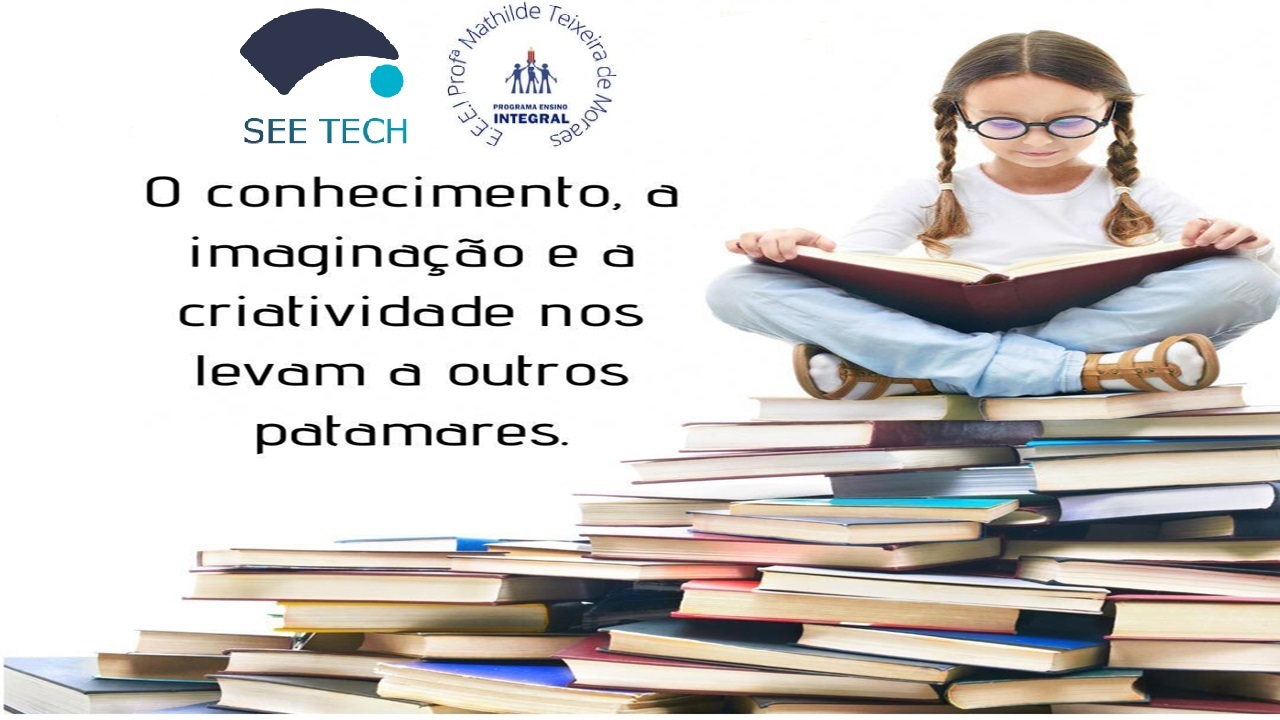 SEE TECH
E.E.E.I Profª Mathilde Teixeira de Moraes
PROGRAMA ENSINO
INTEGRAL
O conhecimento, a
imaginação e a
criatividade nos
levam a outros
patamares.